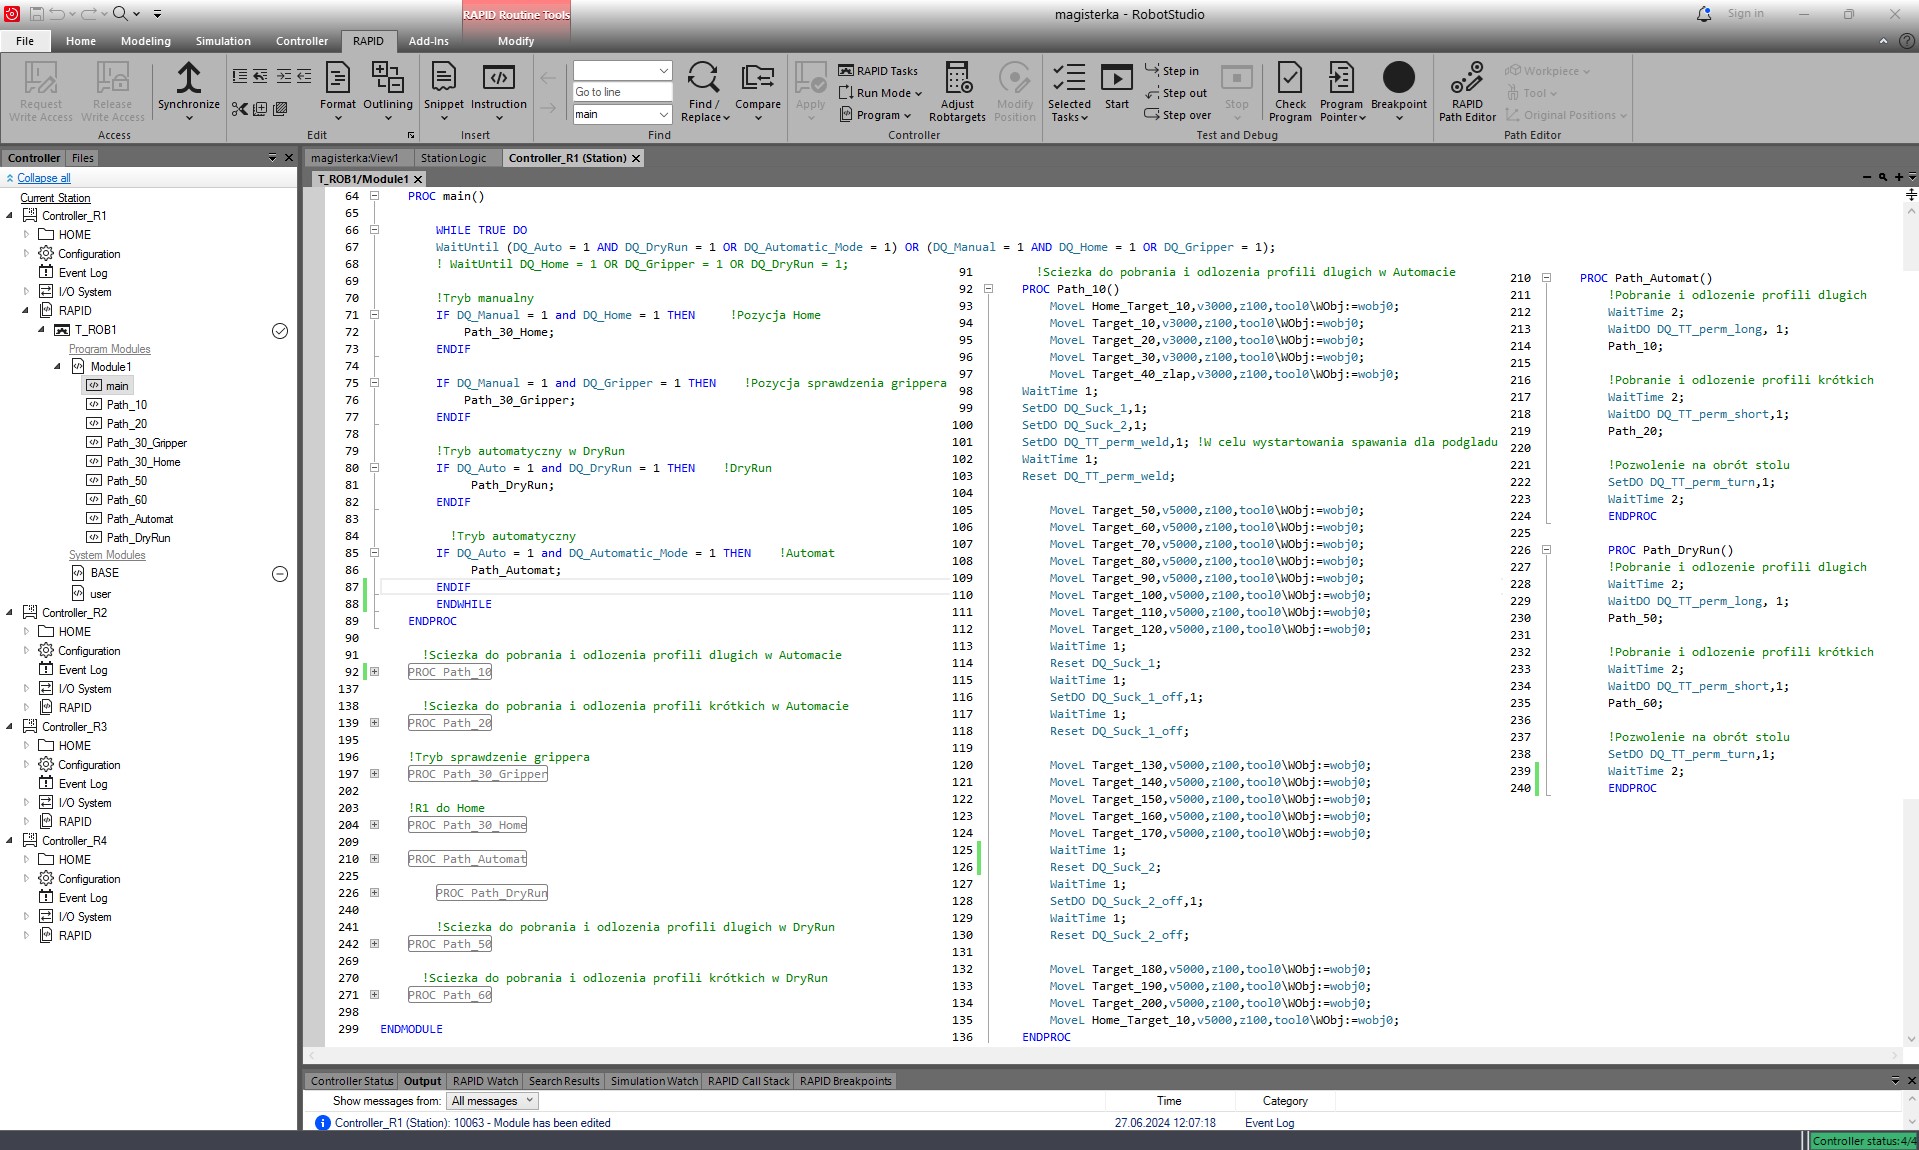 RAPID Routine Tools
magisterka - RobotStudio
Sign in
File Home Modeling Simulation Controller RAPID Add-Ins Modify
Request Write Access
Release Write Access
Synchronize
Access
Format
Outlining
Edit
Snippet
Instruction
Insert
Go to line
main
Find / Replace
Compare
Find
Apply
RAPID Tasks
Run Mode
Program
Adjust Robtargets
Modify Position
Controller
Selected Tasks
Start
Step in
Step out
Step over
Stop
Check Program
Program Pointer
Breakpoint
Test and Debug
RAPID Path Editor
Workpiece
Tool
Original Positions
Path Editor
Controller Files
Collapse all
Current Station
Controller_R1
HOME
Configuration
Event Log
I/O System
RAPID
T_ROB1
Program Modules
Module1
main
Path_10
Path_20
Path_30_Gripper
Path_30_Home
Path_50
Path_60
Path_Automat
Path_DryRun
System Modules
BASE
user
Controller_R2
HOME
Configuration
Event Log
I/O System
RAPID
Controller_R3
HOME
Configuration
Event Log
I/O System
RAPID
Controller_R4
HOME
Configuration
Event Log
I/O System
RAPID
magisterka:View1 Station Logic Controller_R1 (Station)
T_ROB1/Module1
64 PROC main()
65
66 WHILE TRUE DO
67 WaitUntil (DQ_Auto = 1 AND DQ_DryRun = 1 OR DQ_Automatic_Mode = 1) OR (DQ_Manual = 1 AND DQ_Home = 1 OR DQ_Gripper = 1);
68 ! WaitUntil DQ_Home = 1 OR DQ_Gripper = 1 OR DQ_DryRun = 1;
69
70 !Tryb manualny
71 IF DQ_Manual = 1 and DQ_Home = 1 THEN !Pozycja Home
72 Path_30_Home;
73 ENDIF
74
75 IF DQ_Manual = 1 and DQ_Gripper = 1 THEN !Pozycja sprawdzenia grippera
76 Path_30_Gripper;
77 ENDIF
78
79 !Tryb automatyczny w DryRun
80 IF DQ_Auto = 1 and DQ_DryRun = 1 THEN !DryRun
81 Path_DryRun;
82 ENDIF
83
84 !Tryb automatyczny
85 IF DQ_Auto = 1 and DQ_Automatic_Mode = 1 THEN !Automat
86 Path_Automat;
87 ENDIF
88 ENDWHILE
89 ENDPROC
90
91 !Sciezka do pobrania i odlozenia profili dlugich w Automacie
92 PROC Path_10
137
138 !Sciezka do pobrania i odlozenia profili krótkich w Automacie
139 PROC Path_20
195
196 !Tryb sprawdzenie grippera
197 PROC Path_30_Gripper
202
203 !R1 do Home
204 PROC Path_30_Home
209
210 PROC Path_Automat
225
226 PROC Path_DryRun
240
241 !Sciezka do pobrania i odlozenia profili dlugich w DryRun
242 PROC Path_50
269
270 !Sciezka do pobrania i odlozenia profili krótkich w DryRun
271 PROC Path_60
298
299 ENDMODULE
91 !Sciezka do pobrania i odlozenia profili dlugich w Automacie
92 PROC Path_10()
93 MoveL Home_Target_10,v3000,z100,tool0\WObj:=wobj0;
94 MoveL Target_10,v3000,z100,tool0\WObj:=wobj0;
95 MoveL Target_20,v3000,z100,tool0\WObj:=wobj0;
96 MoveL Target_30,v3000,z100,tool0\WObj:=wobj0;
97 MoveL Target_40_zlap,v3000,z100,tool0\WObj:=wobj0;
98 WaitTime 1;
99 SetDO DQ_Suck_1,1;
100 SetDO DQ_Suck_2,1;
101 SetDO DQ_TT_perm_weld,1; !W celu wystartowania spawania dla podgladu
102 WaitTime 1;
103 Reset DQ_TT_perm_weld;
104
105 MoveL Target_50,v5000,z100,tool0\WObj:=wobj0;
106 MoveL Target_60,v5000,z100,tool0\WObj:=wobj0;
107 MoveL Target_70,v5000,z100,tool0\WObj:=wobj0;
108 MoveL Target_80,v5000,z100,tool0\WObj:=wobj0;
109 MoveL Target_90,v5000,z100,tool0\WObj:=wobj0;
110 MoveL Target_100,v5000,z100,tool0\WObj:=wobj0;
111 MoveL Target_110,v5000,z100,tool0\WObj:=wobj0;
112 MoveL Target_120,v5000,z100,tool0\WObj:=wobj0;
113 WaitTime 1;
114 Reset DQ_Suck_1;
115 WaitTime 1;
116 SetDO DQ_Suck_1_off,1;
117 WaitTime 1;
118 Reset DQ_Suck_1_off;
119
120 MoveL Target_130,v5000,z100,tool0\WObj:=wobj0;
121 MoveL Target_140,v5000,z100,tool0\WObj:=wobj0;
122 MoveL Target_150,v5000,z100,tool0\WObj:=wobj0;
123 MoveL Target_160,v5000,z100,tool0\WObj:=wobj0;
124 MoveL Target_170,v5000,z100,tool0\WObj:=wobj0;
125 WaitTime 1;
126 Reset DQ_Suck_2;
127 WaitTime 1;
128 SetDO DQ_Suck_2_off,1;
129 WaitTime 1;
130 Reset DQ_Suck_2_off;
131
132 MoveL Target_180,v5000,z100,tool0\WObj:=wobj0;
133 MoveL Target_190,v5000,z100,tool0\WObj:=wobj0;
134 MoveL Target_200,v5000,z100,tool0\WObj:=wobj0;
135 MoveL Home_Target_10,v5000,z100,tool0\WObj:=wobj0;
136 ENDPROC
210 PROC Path_Automat()
211 !Pobranie i odlozenie profili dlugich
212 WaitTime 2;
213 WaitDO DQ_TT_perm_long, 1;
214 Path_10;
215
216 !Pobranie i odlozenie profili krótkich
217 WaitTime 2;
218 WaitDO DQ_TT_perm_short,1;
219 Path_20;
220
221 !Pozwolenie na obrót stolu
222 SetDO DQ_TT_perm_turn,1;
223 WaitTime 2;
224 ENDPROC
225
226 PROC Path_DryRun()
227 !Pobranie i odlozenie profili dlugich
228 WaitTime 2;
229 WaitDO DQ_TT_perm_long, 1;
230 Path_50;
231
232 !Pobranie i odlozenie profili krótkich
233 WaitTime 2;
234 WaitDO DQ_TT_perm_short,1;
235 Path_60;
236
237 !Pozwolenie na obrót stolu
238 SetDO DQ_TT_perm_turn,1;
239 WaitTime 2;
240 ENDPROC
Controller Status Output RAPID Watch Search Results Simulation Watch RAPID Call Stack RAPID Breakpoints
Show messages from: All messages Time Category
Controller_R1 (Station): 10063 - Module has been edited 27.06.2024 12:07:18 Event Log
Controller status: 4/4